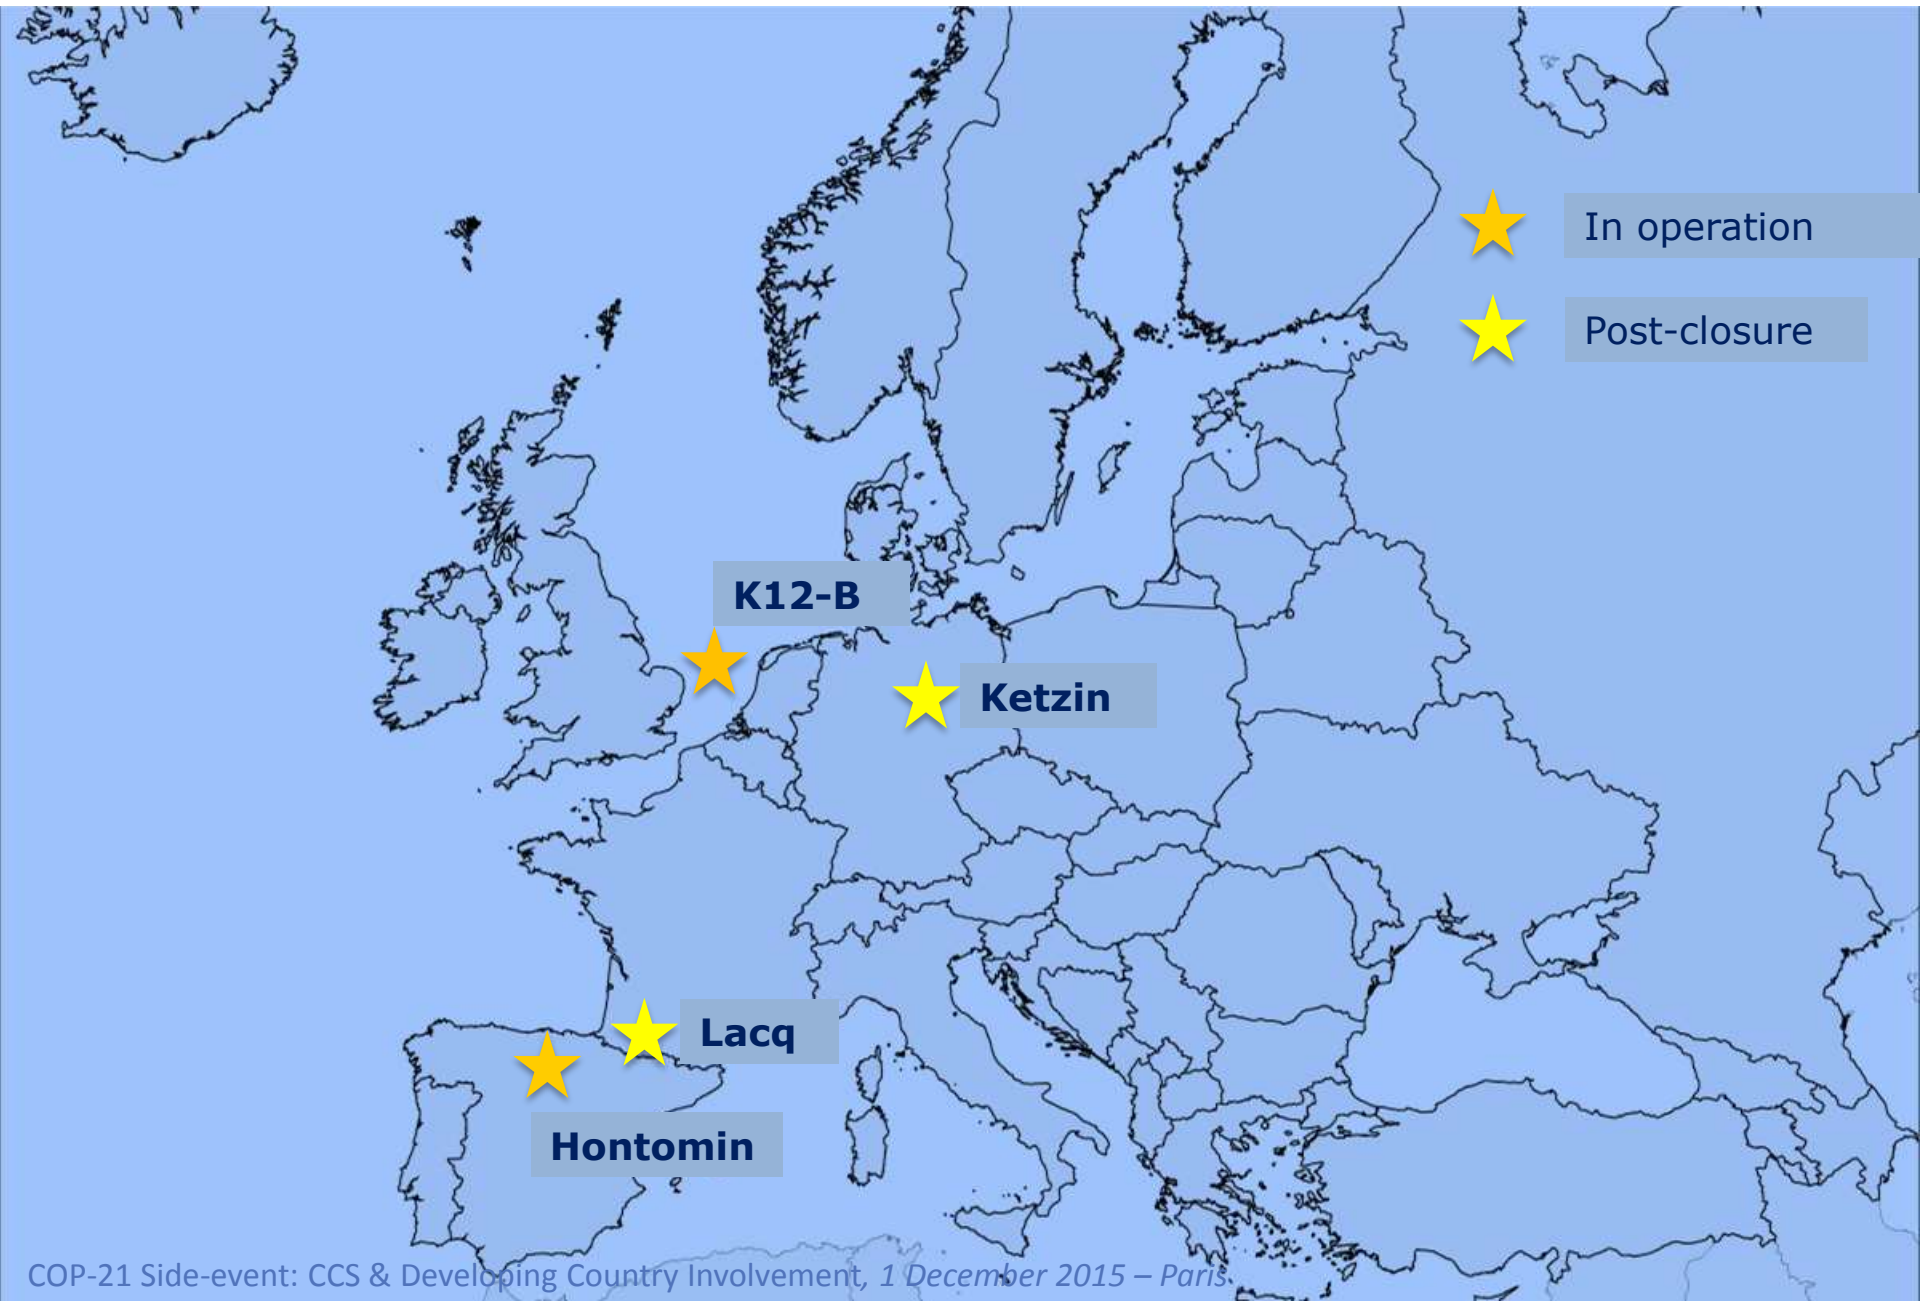 In operation
Post-closure
K12-B
Ketzin
Lacq
Hontomin
COP-21 Side-event: CCS & Developing Country Involvement, 1 December 2015 – Paris